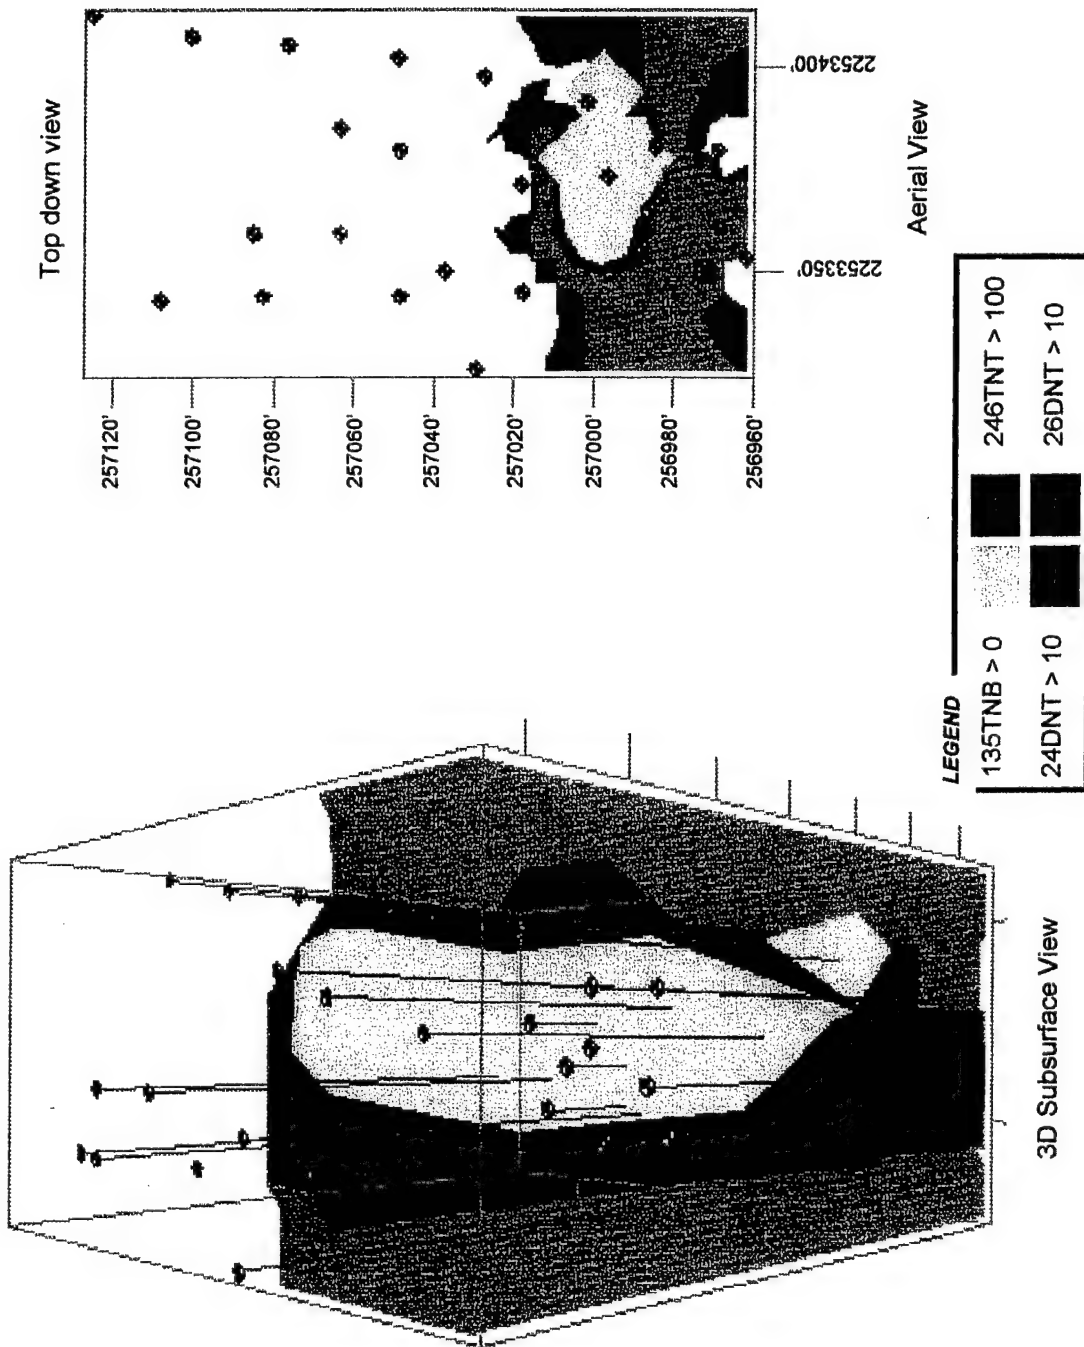 Top down view
257120'
257100'
257080'
257060'
257040'
257020'
257000'
256980'
256960'
2253400'
2253350'
Aerial View
LEGEND
135TNB > 0
246TNT > 100
24DNT > 10
26DNT > 10
3D Subsurface View